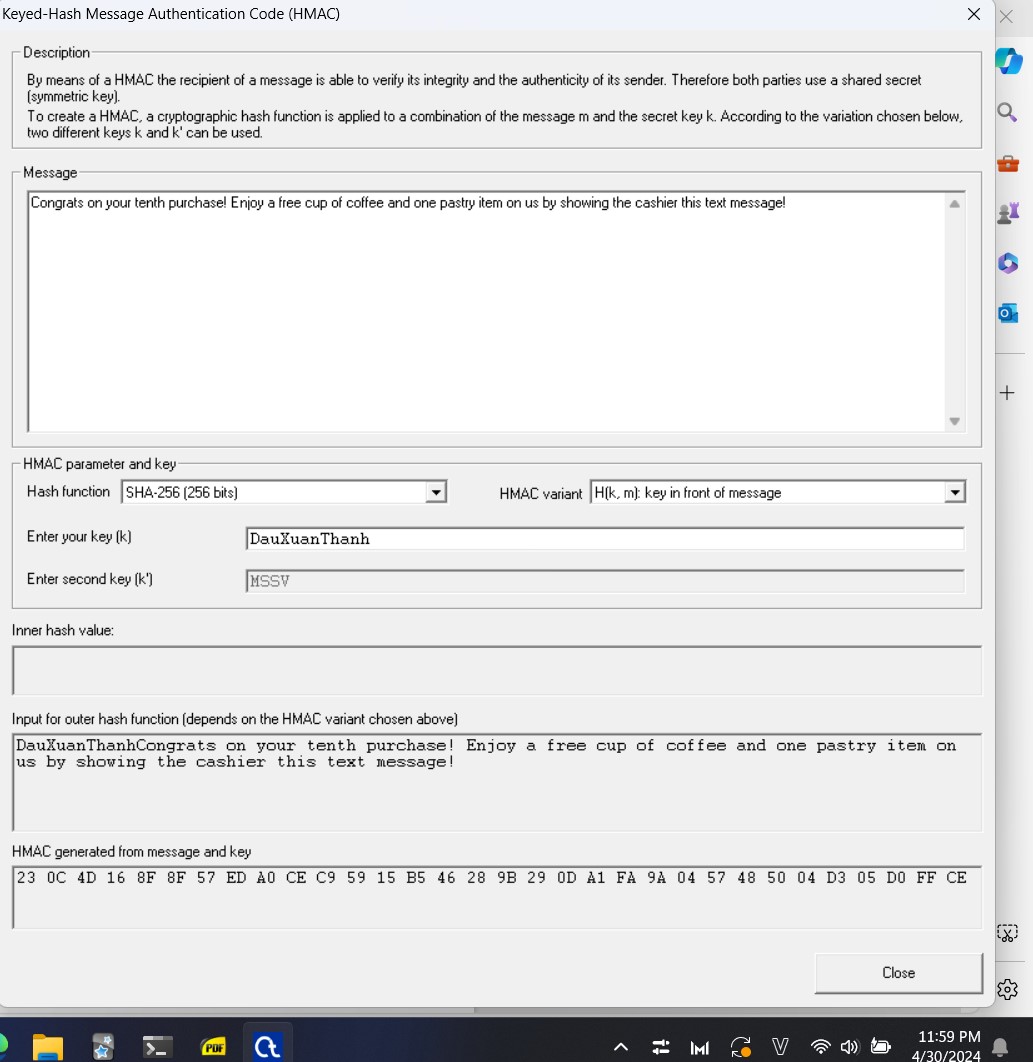 Keyed-Hash Message Authentication Code (HMAC)
Description
By means of a HMAC the recipient of a message is able to verify its integrity and the authenticity of its sender. Therefore both parties use a shared secret
(symmetric key).
To create a HMAC, a cryptographic hash function is applied to a combination of the message m and the secret key k. According to the variation chosen below,
two different keys k and k' can be used.
Message
Congrats on your tenth purchase! Enjoy a free cup of coffee and one pastry item on us by showing the cashier this text message!
HMAC parameter and key
Hash function SHA-256 (256 bits) HMAC variant H(k, m): key in front of message
Enter your key (k) DauXuanThanh
Enter second key (k') MSSV
Inner hash value:
Input for outer hash function (depends on the HMAC variant chosen above)
DauXuanThanhCongrats on your tenth purchase! Enjoy a free cup of coffee and one pastry item on
us by showing the cashier this text message!
HMAC generated from message and key
23 0C 4D 16 8F 8F 57 ED A0 CE C9 59 15 B5 46 28 9B 29 0D A1 FA 9A 04 57 48 50 04 D3 05 D0 FF CE
Close
PDF
11:59 PM
4/30/2024